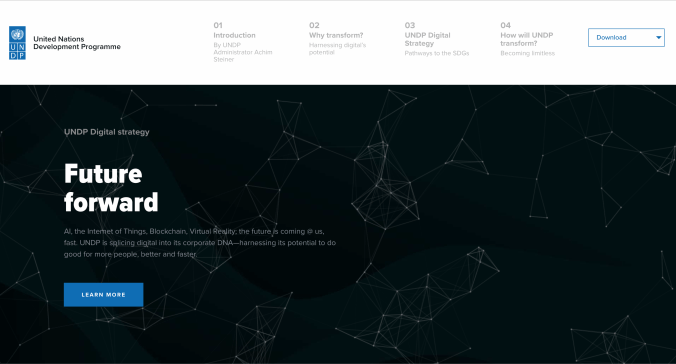 UN
DP
United Nations
Development Programme
01
Introduction
By UNDP
Administrator Achim
Steiner
02
Why transform?
Harnessing digital's
potential
03
UNDP Digital
Strategy
Pathways to the SDGs
04
How will UNDP
transform?
Becoming limitless
Download
UNDP Digital strategy
Future
forward
AI, the Internet of Things, Blockchain, Virtual Reality; the future is coming @ us,
fast. UNDP is splicing digital into its corporate DNA—harnessing its potential to do
good for more people, better and faster.
LEARN MORE